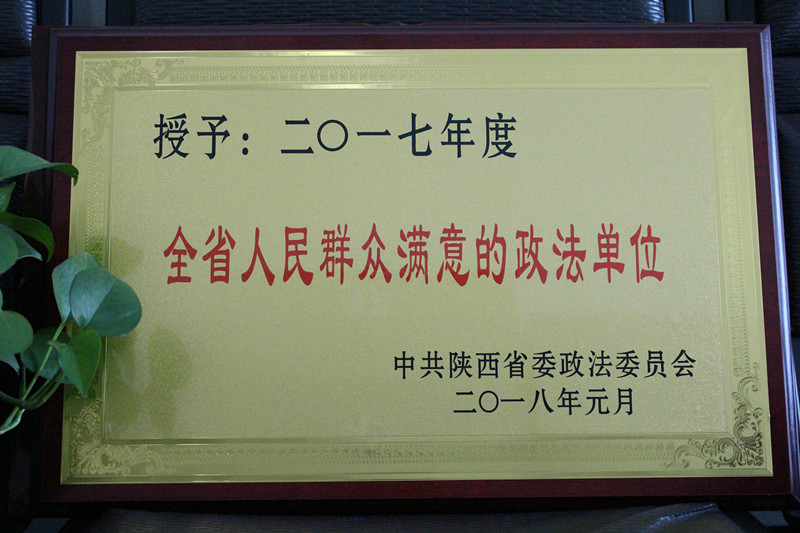 授予：二〇一七年度
全省人民群众满意的政法单位
中共陕西省委政法委员会
二〇一八年元月